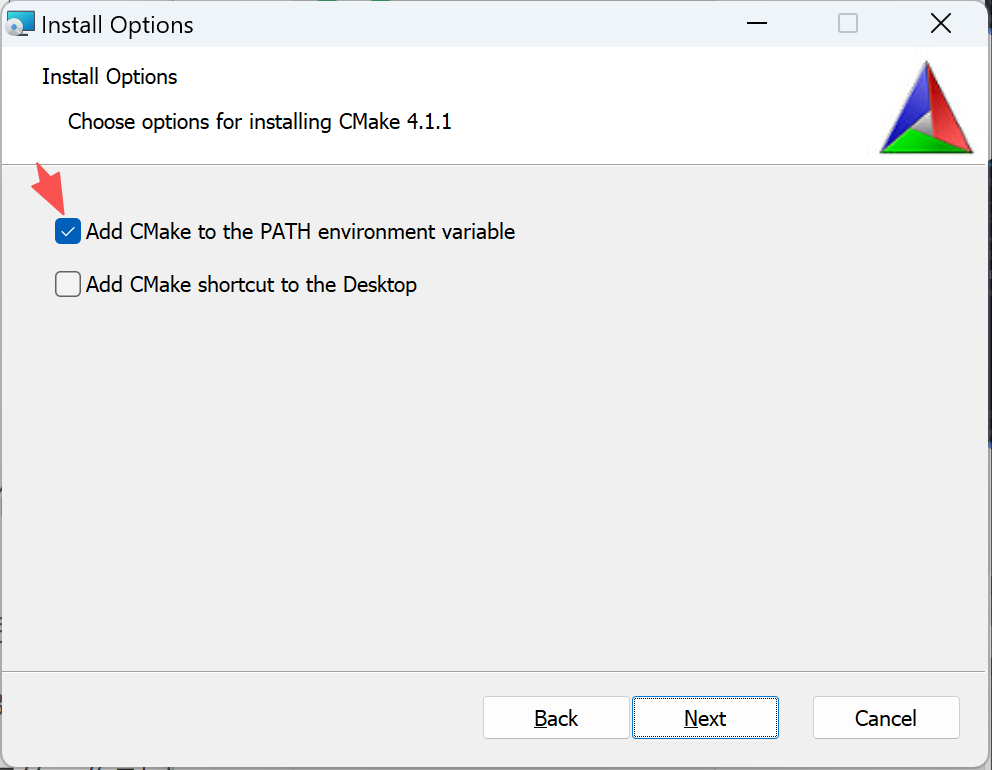 Install Options
Install Options
Choose options for installing CMake 4.1.1
Add CMake to the PATH environment variable
Add CMake shortcut to the Desktop
Back
Next
Cancel